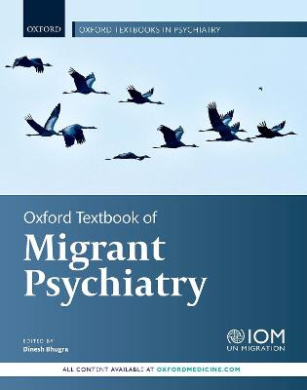 OXFORD
OXFORD TEXTBOOKS IN PSYCHIATRY
Oxford Textbook of
Migrant
Psychiatry
EDITED BY
Dinesh Bhugra
IOM
UN MIGRATION
ALL CONTENT AVAILABLE AT OXFORDMEDICINE.COM